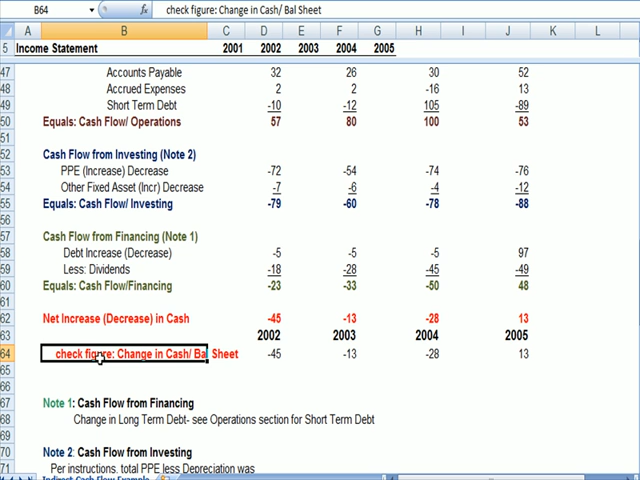 B64 fx check figure: Change in Cash/ Bal Sheet
A B C D E F G H I J K L
5 Income Statement 2001 2002 2003 2004 2005
47 Accounts Payable 32 26 30 52
48 Accrued Expenses 2 2 -16 13
49 Short Term Debt -10 -12 105 -89
50 Equals: Cash Flow/ Operations 57 80 100 53
51
52 Cash Flow from Investing (Note 2)
53 PPE (Increase) Decrease -72 -54 -74 -76
54 Other Fixed Asset (Incr) Decrease -7 -6 -4 -12
55 Equals: Cash Flow/ Investing -79 -60 -78 -88
56
57 Cash Flow from Financing (Note 1)
58 Debt Increase (Decrease) -5 -5 -5 97
59 Less: Dividends -18 -28 -45 -49
60 Equals: Cash Flow/Financing -23 -33 -50 48
61
62 Net Increase (Decrease) in Cash -45 -13 -28 13
63 2002 2003 2004 2005
64 check figure: Change in Cash/ Bal Sheet -45 -13 -28 13
65
66
67 Note 1: Cash Flow from Financing
68 Change in Long Term Debt- see Operations section for Short Term Debt
69
70 Note 2: Cash Flow from Investing
71 Per instructions, total PPE less Depreciation was
Indirect Cash Flow Example